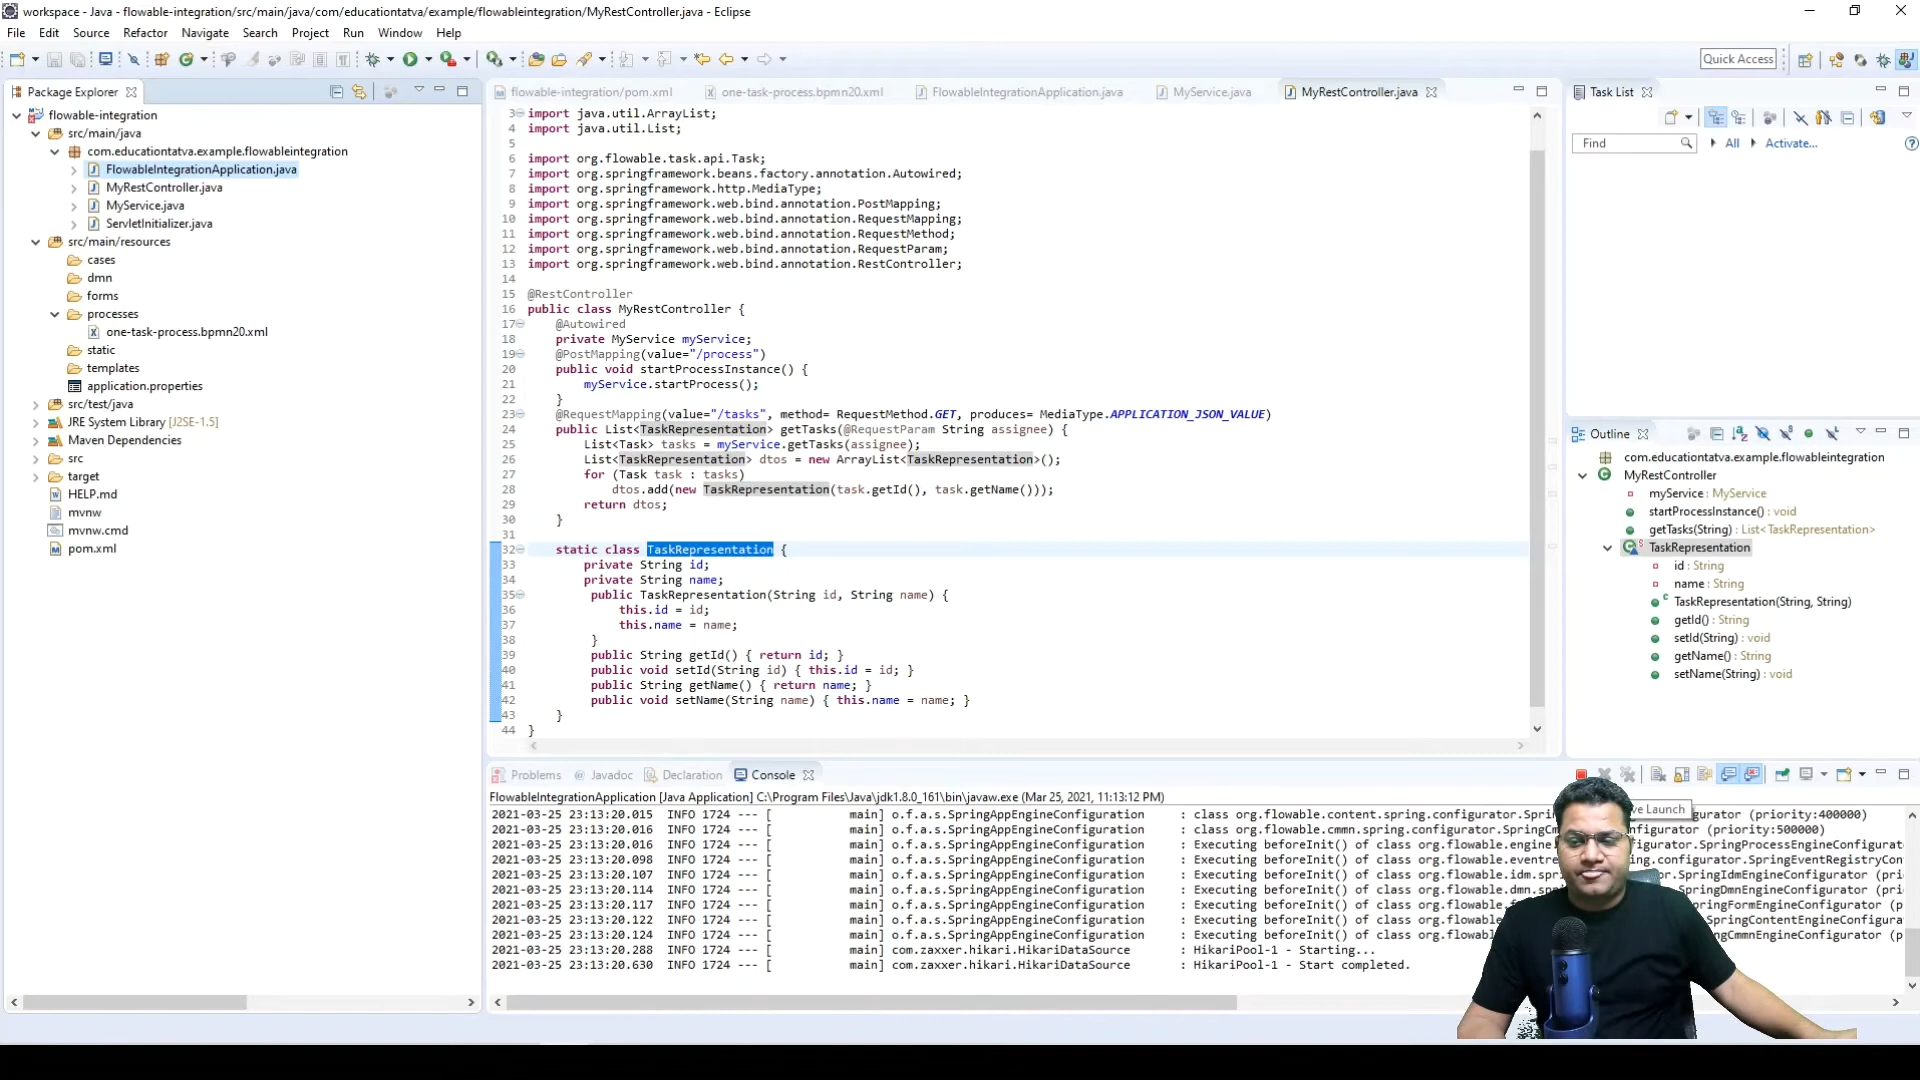 workspace - Java - flowable-integration/src/main/java/com/educationtatva/example/flowableintegration/MyRestController.java - Eclipse
File Edit Source Refactor Navigate Search Project Run Window Help
Quick Access
Package Explorer
flowable-integration
src/main/java
com.educationtatva.example.flowableintegration
FlowableIntegrationApplication.java
MyRestController.java
MyService.java
ServletInitializer.java
src/main/resources
cases
dmn
forms
processes
one-task-process.bpmn20.xml
static
templates
application.properties
src/test/java
JRE System Library [J2SE-1.5]
Maven Dependencies
src
target
HELP.md
mvnw
mvnw.cmd
pom.xml
flowable-integration/pom.xml one-task-process.bpmn20.xml FlowableIntegrationApplication.java MyService.java MyRestController.java
3 import java.util.ArrayList;
4 import java.util.List;
5
6 import org.flowable.task.api.Task;
7 import org.springframework.beans.factory.annotation.Autowired;
8 import org.springframework.http.MediaType;
9 import org.springframework.web.bind.annotation.PostMapping;
10 import org.springframework.web.bind.annotation.RequestMapping;
11 import org.springframework.web.bind.annotation.RequestMethod;
12 import org.springframework.web.bind.annotation.RequestParam;
13 import org.springframework.web.bind.annotation.RestController;
14
15 @RestController
16 public class MyRestController {
17 @Autowired
18 private MyService myService;
19 @PostMapping(value="/process")
20 public void startProcessInstance() {
21 myService.startProcess();
22 }
23 @RequestMapping(value="/tasks", method= RequestMethod.GET, produces= MediaType.APPLICATION_JSON_VALUE)
24 public List<TaskRepresentation> getTasks(@RequestParam String assignee) {
25 List<Task> tasks = myService.getTasks(assignee);
26 List<TaskRepresentation> dtos = new ArrayList<TaskRepresentation>();
27 for (Task task : tasks)
28 dtos.add(new TaskRepresentation(task.getId(), task.getName()));
29 return dtos;
30 }
31
32 static class TaskRepresentation {
33 private String id;
34 private String name;
35 public TaskRepresentation(String id, String name) {
36 this.id = id;
37 this.name = name;
38 }
39 public String getId() { return id; }
40 public void setId(String id) { this.id = id; }
41 public String getName() { return name; }
42 public void setName(String name) { this.name = name; }
43 }
44 }
Task List
Find All Activate...
Outline
com.educationtatva.example.flowableintegration
MyRestController
myService : MyService
startProcessInstance() : void
getTasks(String) : List<TaskRepresentation>
TaskRepresentation
id : String
name : String
TaskRepresentation(String, String)
getId() : String
setId(String) : void
getName() : String
setName(String) : void
Problems Javadoc Declaration Console
FlowableIntegrationApplication [Java Application] C:\Program Files\Java\jdk1.8.0_161\bin\javaw.exe (Mar 25, 2021, 11:13:12 PM)
Launch
2021-03-25 23:13:20.015 INFO 1724 --- [ main] o.f.a.s.SpringAppEngineConfiguration : class org.flowable.content.spring.configurator. (priority:400000)
2021-03-25 23:13:20.016 INFO 1724 --- [ main] o.f.a.s.SpringAppEngineConfiguration : class org.flowable.cmmn.spring.configurator. (priority:500000)
2021-03-25 23:13:20.016 INFO 1724 --- [ main] o.f.a.s.SpringAppEngineConfiguration : Executing beforeInit() of class org.flowable.engine .configurator.SpringProcessEngineConfigurat
2021-03-25 23:13:20.098 INFO 1724 --- [ main] o.f.a.s.SpringAppEngineConfiguration : Executing beforeInit() of class org.flowable.eventre .configurator.SpringEventRegistryCon
2021-03-25 23:13:20.107 INFO 1724 --- [ main] o.f.a.s.SpringAppEngineConfiguration : Executing beforeInit() of class org.flowable.idm.spr SpringIdmEngineConfigurator (pri
2021-03-25 23:13:20.114 INFO 1724 --- [ main] o.f.a.s.SpringAppEngineConfiguration : Executing beforeInit() of class org.flowable.dmn.spr SpringDmnEngineConfigurator (pri
2021-03-25 23:13:20.117 INFO 1724 --- [ main] o.f.a.s.SpringAppEngineConfiguration : Executing beforeInit() of class org.flowable. SpringFormEngineConfigurator (p
2021-03-25 23:13:20.122 INFO 1724 --- [ main] o.f.a.s.SpringAppEngineConfiguration : Executing beforeInit() of class org.flowable. SpringContentEngineConfigura
2021-03-25 23:13:20.124 INFO 1724 --- [ main] o.f.a.s.SpringAppEngineConfiguration : Executing beforeInit() of class org.flowabl ngCmmnEngineConfigurator (p
2021-03-25 23:13:20.288 INFO 1724 --- [ main] com.zaxxer.hikari.HikariDataSource : HikariPool-1 - Starting...
2021-03-25 23:13:20.630 INFO 1724 --- [ main] com.zaxxer.hikari.HikariDataSource : HikariPool-1 - Start completed.